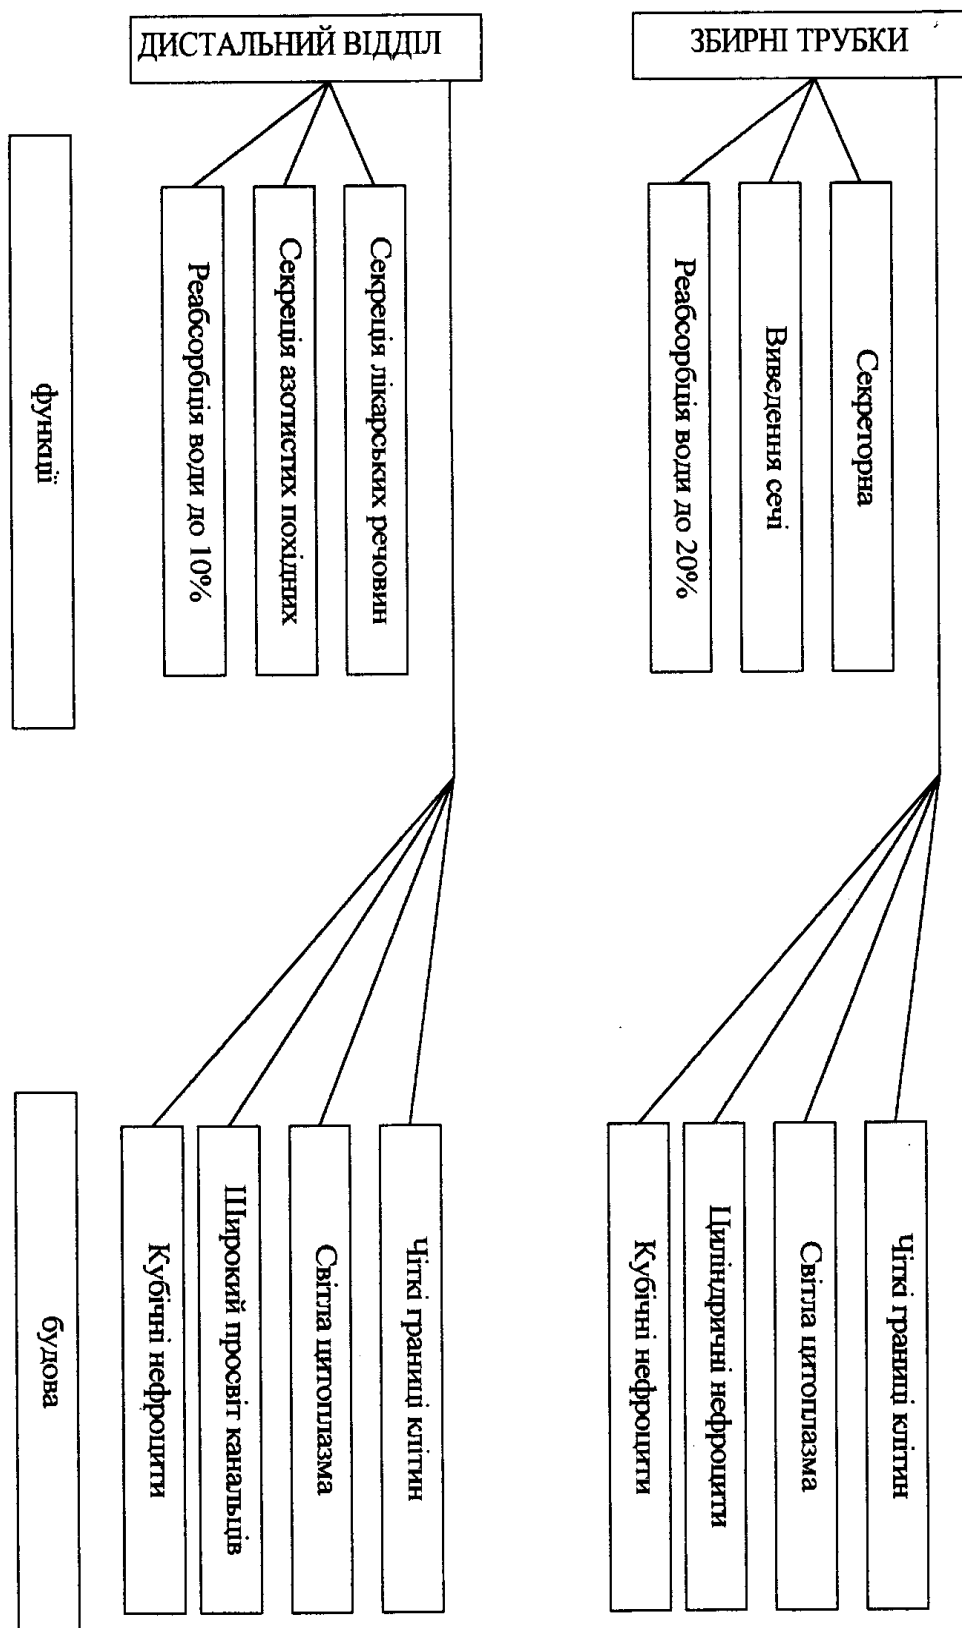 ДИСТАЛЬНИЙ ВІДДІЛ
ЗБИРНІ ТРУБКИ
функції
Реабсорбція води до 10%
Секреція азотистих похідних
Секреція лікарських речовин
Реабсорбція води до 20%
Виведення сечі
Секреторна
будова
Кубічні нефроцити
Широкий просвіт канальців
Світла цитоплазма
Чіткі границі клітин
Кубічні нефроцити
Циліндричні нефроцити
Світла цитоплазма
Чіткі границі клітин